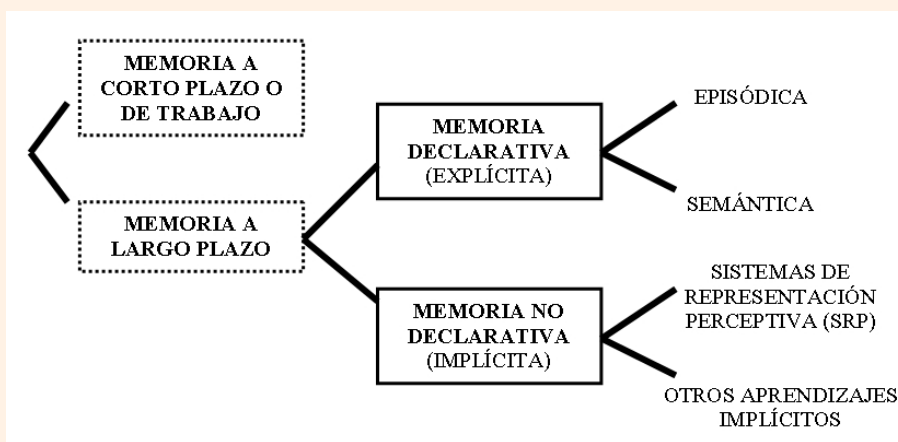 MEMORIA A
CORTO PLAZO O
DE TRABAJO
MEMORIA A
LARGO PLAZO
MEMORIA
DECLARATIVA
(EXPLÍCITA)
EPISÓDICA
SEMÁNTICA
MEMORIA NO
DECLARATIVA
(IMPLÍCITA)
SISTEMAS DE
REPRESENTACIÓN
PERCEPTIVA (SRP)
OTROS APRENDIZAJES
IMPLÍCITOS